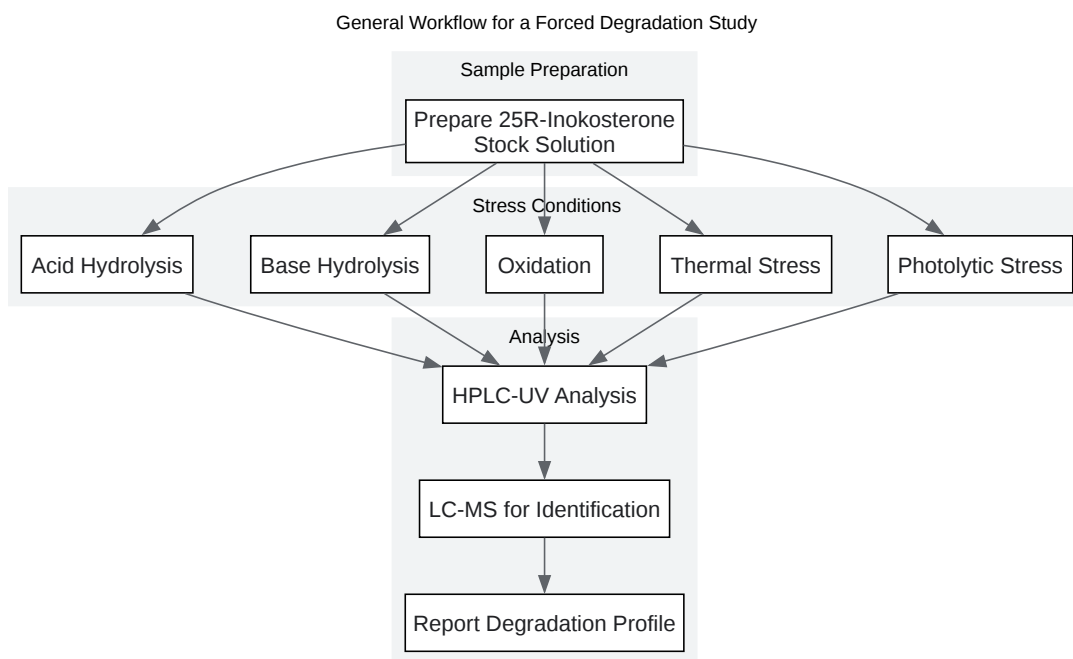 General Workflow for a Forced Degradation Study
Sample Preparation
Prepare 25R-Inokosterone
Stock Solution
Stress Conditions
Acid Hydrolysis
Base Hydrolysis
Oxidation
Thermal Stress
Photolytic Stress
Analysis
HPLC-UV Analysis
LC-MS for Identification
Report Degradation Profile